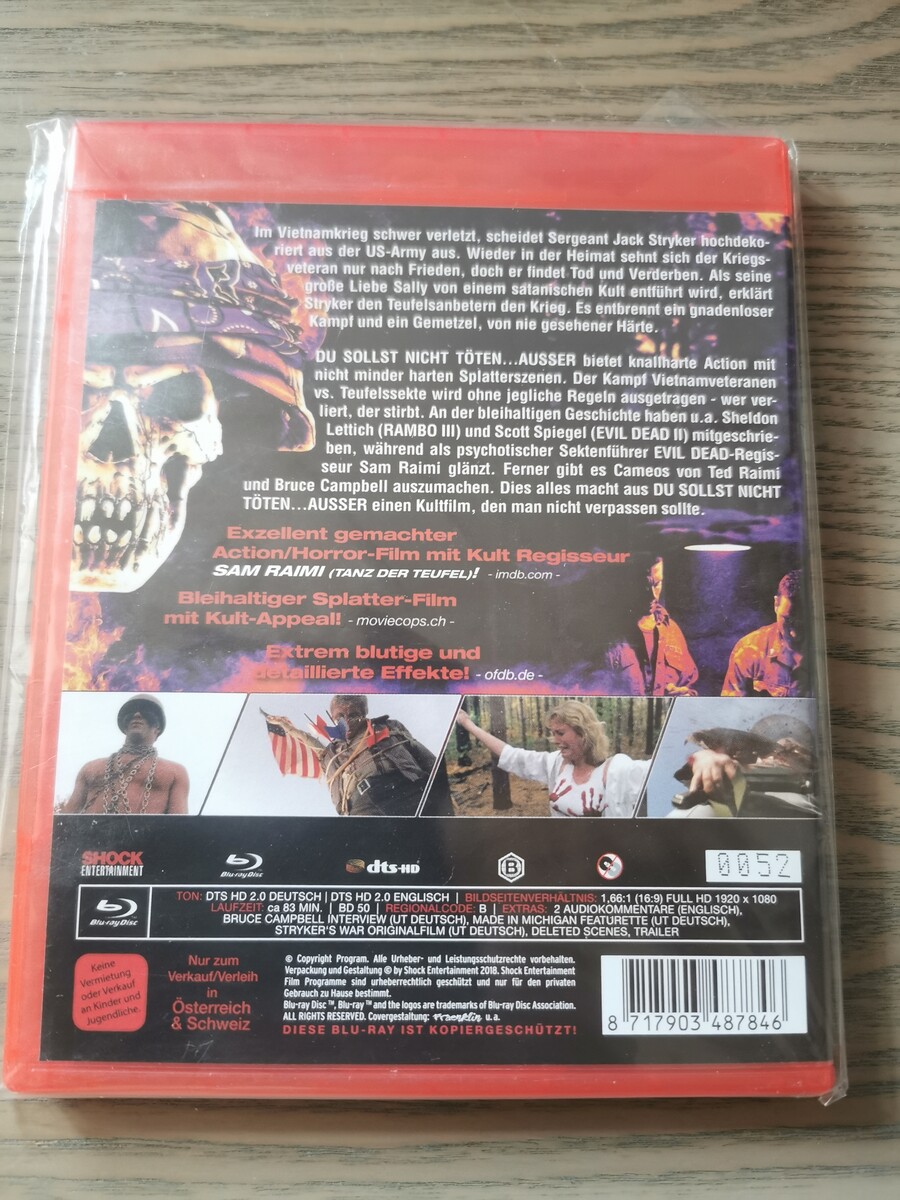 Im Vietnamkrieg schwer verletzt, scheidet Sergeant Jack Stryker hochdeko-
riert aus der US-Army aus. Wieder in der Heimat sehnt sich der Kriegs-
veteran nur nach Frieden, doch er findet Tod und Verderben. Als seine
große Liebe Sally von einem satanischen Kult entführt wird, erklärt
Stryker den Teufelsanbetern den Krieg. Es entbrennt ein gnadenloser
Kampf und ein Gemetzel, von nie gesehener Härte.
DU SOLLST NICHT TÖTEN...AUSSER bietet knallharte Action mit
nicht minder harten Splatterszenen. Der Kampf Vietnamveteranen
vs. Teufelssekte wird ohne jegliche Regeln ausgetragen - wer ver-
liert, der stirbt. An der bleihaltigen Geschichte haben u.a. Sheldon
Lettich (RAMBO III) und Scott Spiegel (EVIL DEAD II) mitgeschrie-
ben, während als psychotischer Sektenführer EVIL DEAD-Regis-
seur Sam Raimi glänzt. Ferner gibt es Cameos von Ted Raimi
und Bruce Campbell auszumachen. Dies alles macht aus DU SOLLST NICHT
TÖTEN...AUSSER einen Kultfilm, den man nicht verpassen sollte.
Exzellent gemachter
Action/Horror-Film mit Kult Regisseur
SAM RAIMI (TANZ DER TEUFEL)! - imdb.com -
Bleihaltiger Splatter-Film
mit Kult-Appeal! - moviecops.ch -
Extrem blutige und
detaillierte Effekte! - ofdb.de -
SHOCK
ENTERTAINMENT
Blu-ray Disc
dts-HD
B
0052
Blu-ray Disc
TON: DTS HD 2.0 DEUTSCH | DTS HD 2.0 ENGLISCH | BILDSEITENVERHÄLTNIS: 1,66:1 (16:9) FULL HD 1920 x 1080
LAUFZEIT: ca 83 MIN. | BD 50 | REGIONALCODE: B | EXTRAS: 2 AUDIOKOMMENTARE (ENGLISCH),
BRUCE CAMPBELL INTERVIEW (UT DEUTSCH), MADE IN MICHIGAN FEATURETTE (UT DEUTSCH),
STRYKER'S WAR ORIGINALFILM (UT DEUTSCH), DELETED SCENES, TRAILER
Keine
Vermietung
oder Verkauf
an Kinder und
Jugendliche.
Nur zum
Verkauf/Verleih
in
Österreich
& Schweiz
© Copyright Program. Alle Urheber- und Leistungsschutzrechte vorbehalten.
Verpackung und Gestaltung © by Shock Entertainment 2018. Shock Entertainment
Film Programme sind urheberrechtlich geschützt und nur für den privaten
Gebrauch zu Hause bestimmt.
Blu-ray Disc™, Blu-ray™ and the logos are trademarks of Blu-ray Disc Association.
ALL RIGHTS RESERVED. Covergestaltung: Franklin u.a.
DIESE BLU-RAY IST KOPIERGESCHÜTZT!
8 717903 487846